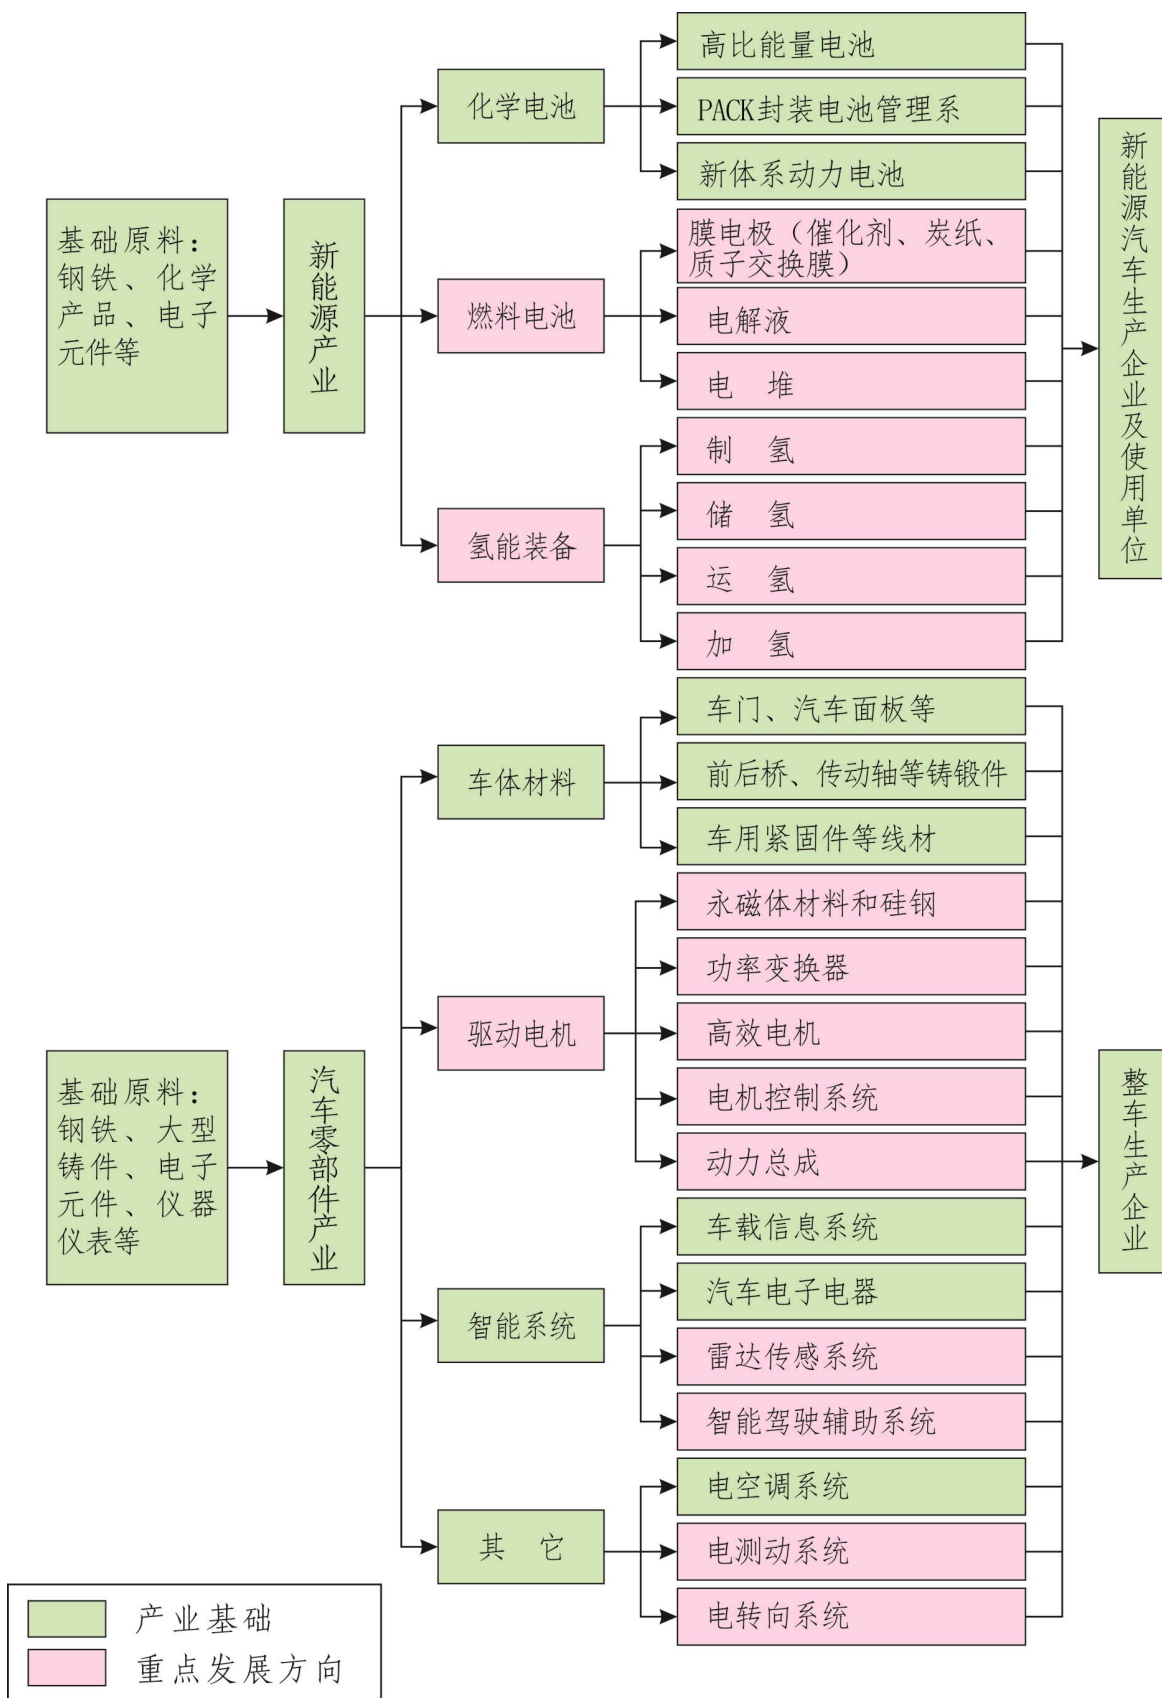 基础原料：
钢铁、化学
产品、电子
元件等
新能源产业
化学电池
高比能量电池
PACK封装电池管理系
新体系动力电池
燃料电池
膜电极（催化剂、炭纸、
质子交换膜）
电解液
电 堆
氢能装备
制 氢
储 氢
运 氢
加 氢
新能源汽车生产企业及使用单位
基础原料：
钢铁、大型
铸件、电子
元件、仪器
仪表等
汽车零部件产业
车体材料
车门、汽车面板等
前后桥、传动轴等铸锻件
车用紧固件等线材
驱动电机
永磁体材料和硅钢
功率变换器
高效电机
电机控制系统
动力总成
智能系统
车载信息系统
汽车电子电器
雷达传感系统
智能驾驶辅助系统
其 它
电空调系统
电测动系统
电转向系统
整车生产企业
产业基础
重点发展方向